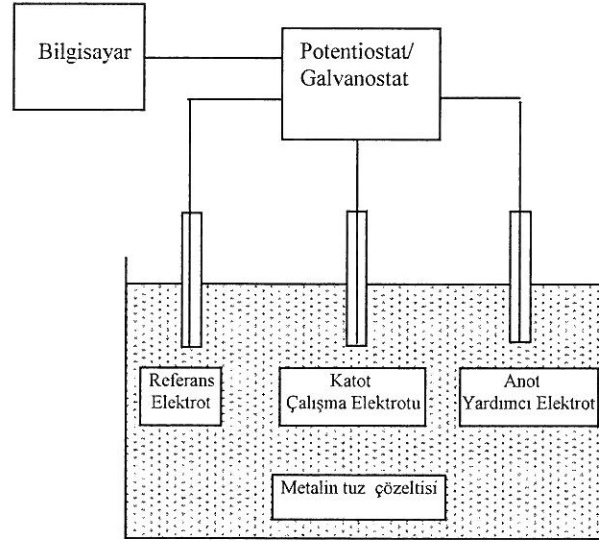 Bilgisayar
Potentiostat/
Galvanostat
Referans
Elektrot
Katot
Çalışma Elektrotu
Anot
Yardımcı Elektrot
Metalin tuz çözeltisi